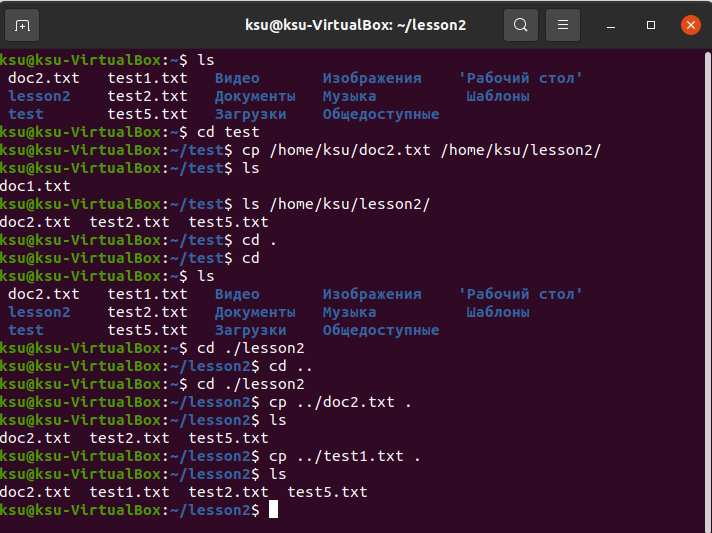 ksu@ksu-VirtualBox: ~/lesson2
ksu@ksu-VirtualBox:~$ ls
doc2.txt test1.txt Видео Изображения 'Рабочий стол'
lesson2 test2.txt Документы Музыка Шаблоны
test test5.txt Загрузки Общедоступные
ksu@ksu-VirtualBox:~$ cd test
ksu@ksu-VirtualBox:~/test$ cp /home/ksu/doc2.txt /home/ksu/lesson2/
ksu@ksu-VirtualBox:~/test$ ls
doc1.txt
ksu@ksu-VirtualBox:~/test$ ls /home/ksu/lesson2/
doc2.txt test2.txt test5.txt
ksu@ksu-VirtualBox:~/test$ cd .
ksu@ksu-VirtualBox:~/test$ cd
ksu@ksu-VirtualBox:~$ ls
doc2.txt test1.txt Видео Изображения 'Рабочий стол'
lesson2 test2.txt Документы Музыка Шаблоны
test test5.txt Загрузки Общедоступные
ksu@ksu-VirtualBox:~$ cd ./lesson2
ksu@ksu-VirtualBox:~/lesson2$ cd ..
ksu@ksu-VirtualBox:~$ cd ./lesson2
ksu@ksu-VirtualBox:~/lesson2$ cp ../doc2.txt .
ksu@ksu-VirtualBox:~/lesson2$ ls
doc2.txt test2.txt test5.txt
ksu@ksu-VirtualBox:~/lesson2$ cp ../test1.txt .
ksu@ksu-VirtualBox:~/lesson2$ ls
doc2.txt test1.txt test2.txt test5.txt
ksu@ksu-VirtualBox:~/lesson2$